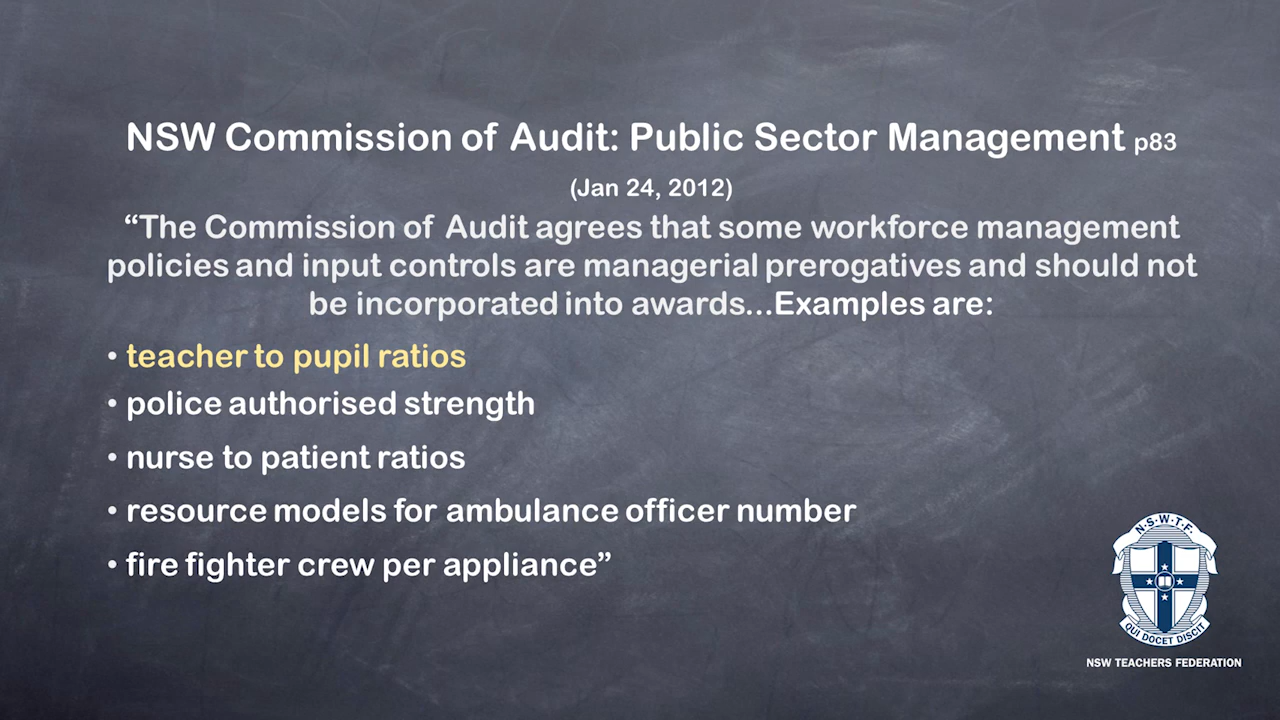 NSW Commission of Audit: Public Sector Management p83
(Jan 24, 2012)
“The Commission of Audit agrees that some workforce management
policies and input controls are managerial prerogatives and should not
be incorporated into awards...Examples are:
• teacher to pupil ratios
• police authorised strength
• nurse to patient ratios
• resource models for ambulance officer number
• fire fighter crew per appliance”
N·S·W·T·F·
QUI DOCET DISCIT
NSW TEACHERS FEDERATION